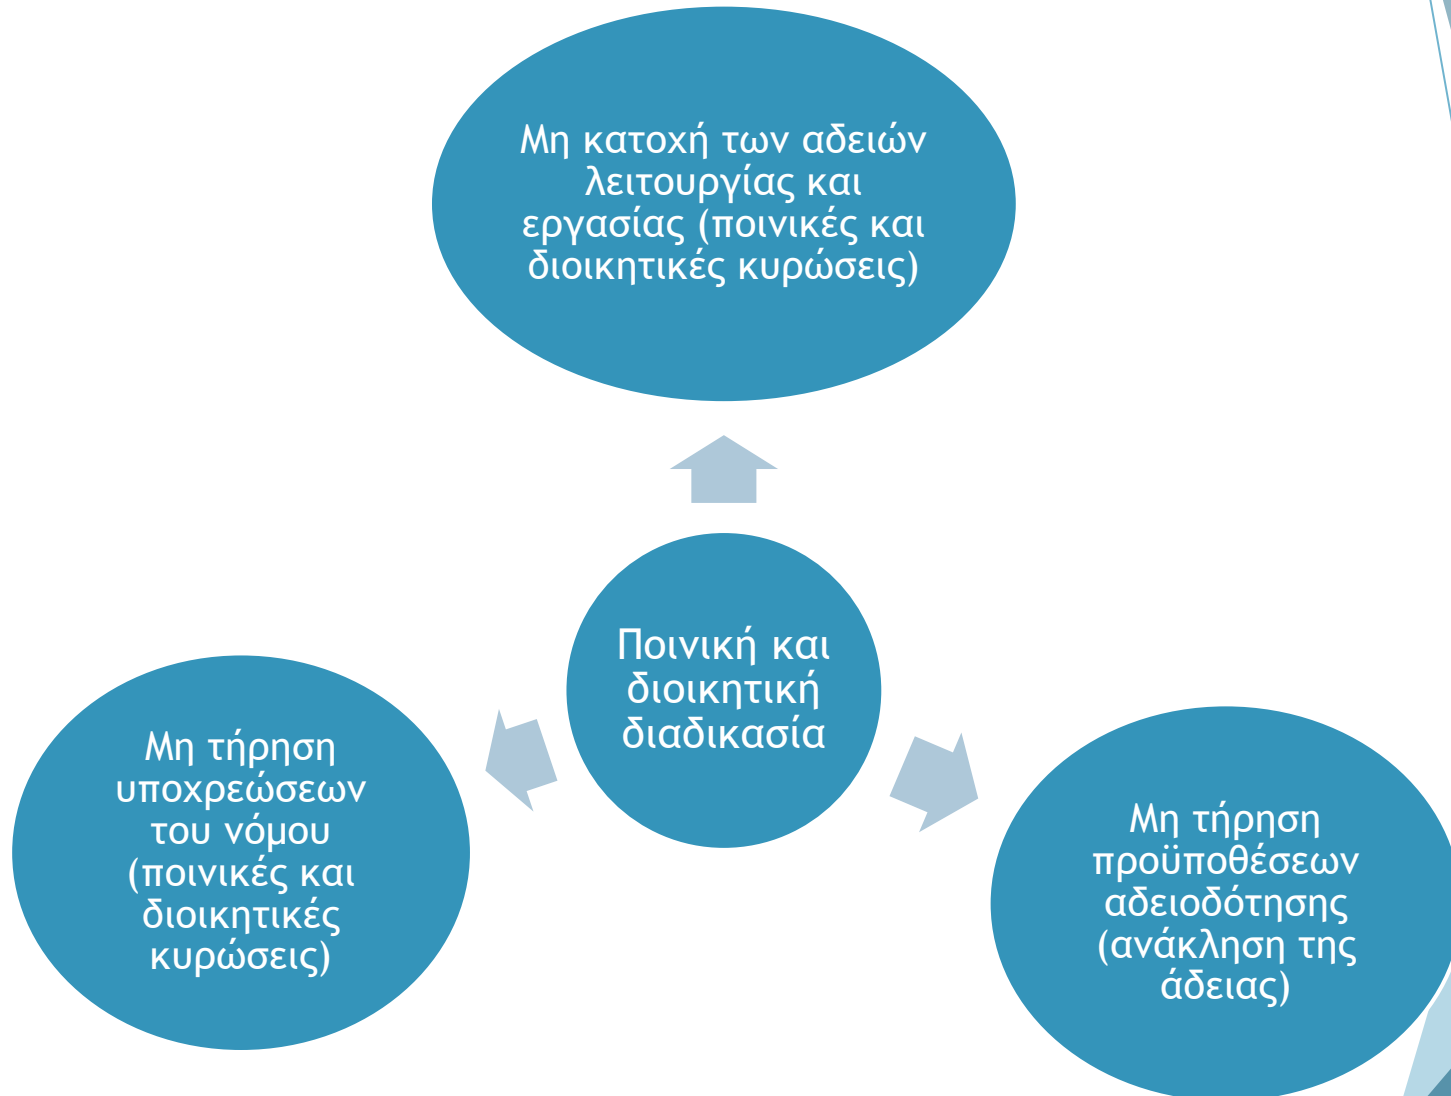 Μη κατοχή των αδειών
λειτουργίας και
εργασίας (ποινικές και
διοικητικές κυρώσεις)
Ποινική και
διοικητική
διαδικασία
Μη τήρηση
υποχρεώσεων
του νόμου
(ποινικές και
διοικητικές
κυρώσεις)
Μη τήρηση
προϋποθέσεων
αδειοδότησης
(ανάκληση της
άδειας)